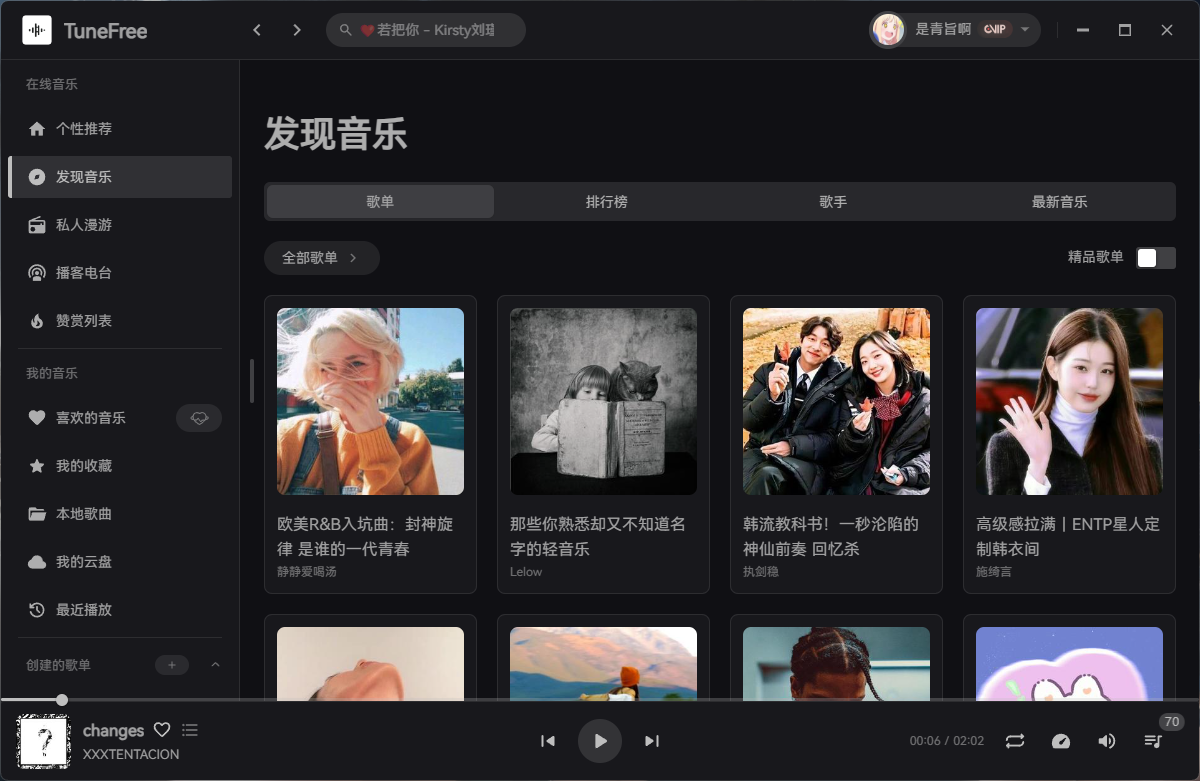 TuneFree
❤️若把你 - Kirsty刘瑾
是青旨啊 VIP
在线音乐
个性推荐
发现音乐
私人漫游
播客电台
赞赏列表
我的音乐
喜欢的音乐
我的收藏
本地歌曲
我的云盘
最近播放
创建的歌单
发现音乐
歌单 排行榜 歌手 最新音乐
全部歌单
精品歌单
欧美R&B入坑曲：封神旋
律 是谁的一代青春
静静爱喝汤
那些你熟悉却又不知道名
字的轻音乐
Lelow
韩流教科书！一秒沦陷的
神仙前奏 回忆杀
执剑稳
高级感拉满｜ENTP星人定
制韩衣间
施绮言
changes
XXXTENTACION
00:06 / 02:02
70